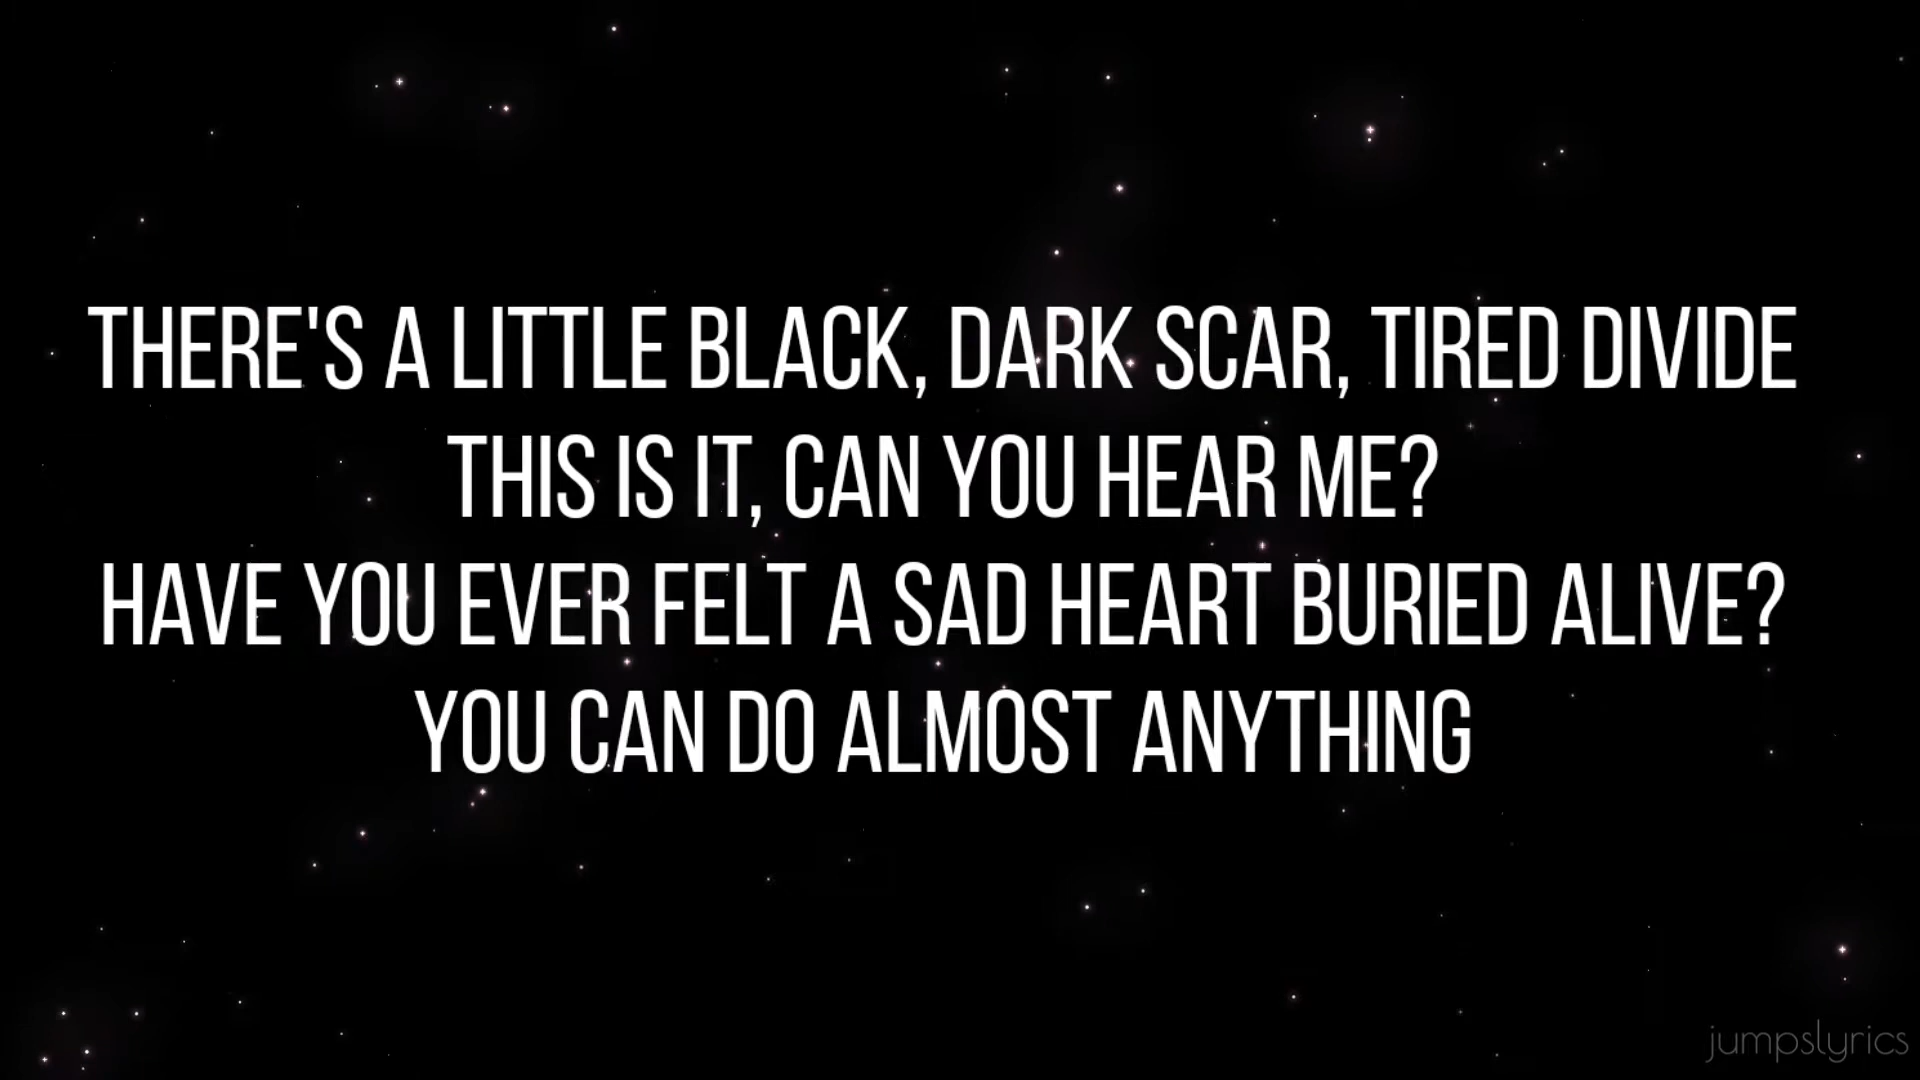 THERE'S A LITTLE BLACK, DARK SCAR, TIRED DIVIDE
THIS IS IT, CAN YOU HEAR ME?
HAVE YOU EVER FELT A SAD HEART BURIED ALIVE?
YOU CAN DO ALMOST ANYTHING
jumpslyrics